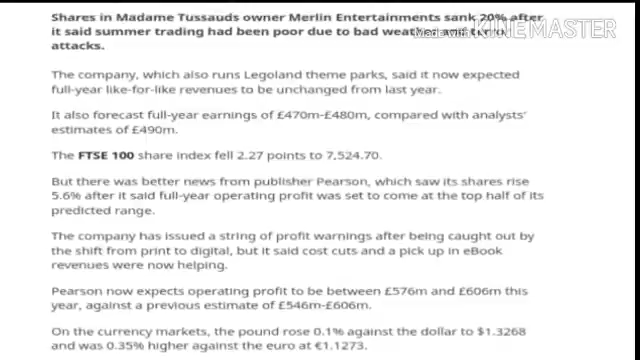 Shares in Madame Tussauds owner Merlin Entertainments sank 20% after
it said summer trading had been poor due to bad weather and terror
attacks.
Made with KINEMASTER
The company, which also runs Legoland theme parks, said it now expected
full-year like-for-like revenues to be unchanged from last year.
It also forecast full-year earnings of £470m-£480m, compared with analysts'
estimates of £490m.
The FTSE 100 share index fell 2.27 points to 7,524.70.
But there was better news from publisher Pearson, which saw its shares rise
5.6% after it said full-year operating profit was set to come at the top half of its
predicted range.
The company has issued a string of profit warnings after being caught out by
the shift from print to digital, but it said cost cuts and a pick up in eBook
revenues were now helping.
Pearson now expects operating profit to be between £576m and £606m this
year, against a previous estimate of £546m-£606m.
On the currency markets, the pound rose 0.1% against the dollar to $1.3268
and was 0.35% higher against the euro at €1.1273.